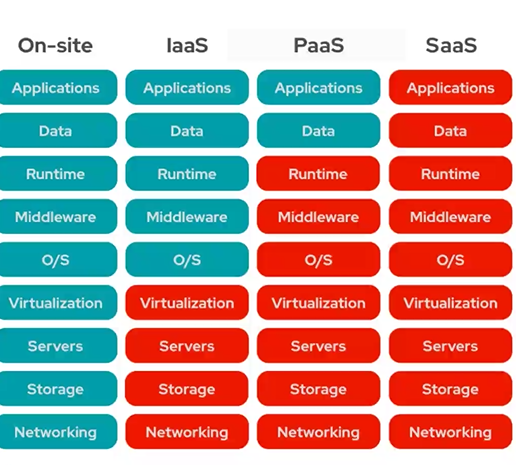 On-site IaaS PaaS SaaS
Applications Applications Applications Applications
Data Data Data Data
Runtime Runtime Runtime Runtime
Middleware Middleware Middleware Middleware
O/S O/S O/S O/S
Virtualization Virtualization Virtualization Virtualization
Servers Servers Servers Servers
Storage Storage Storage Storage
Networking Networking Networking Networking